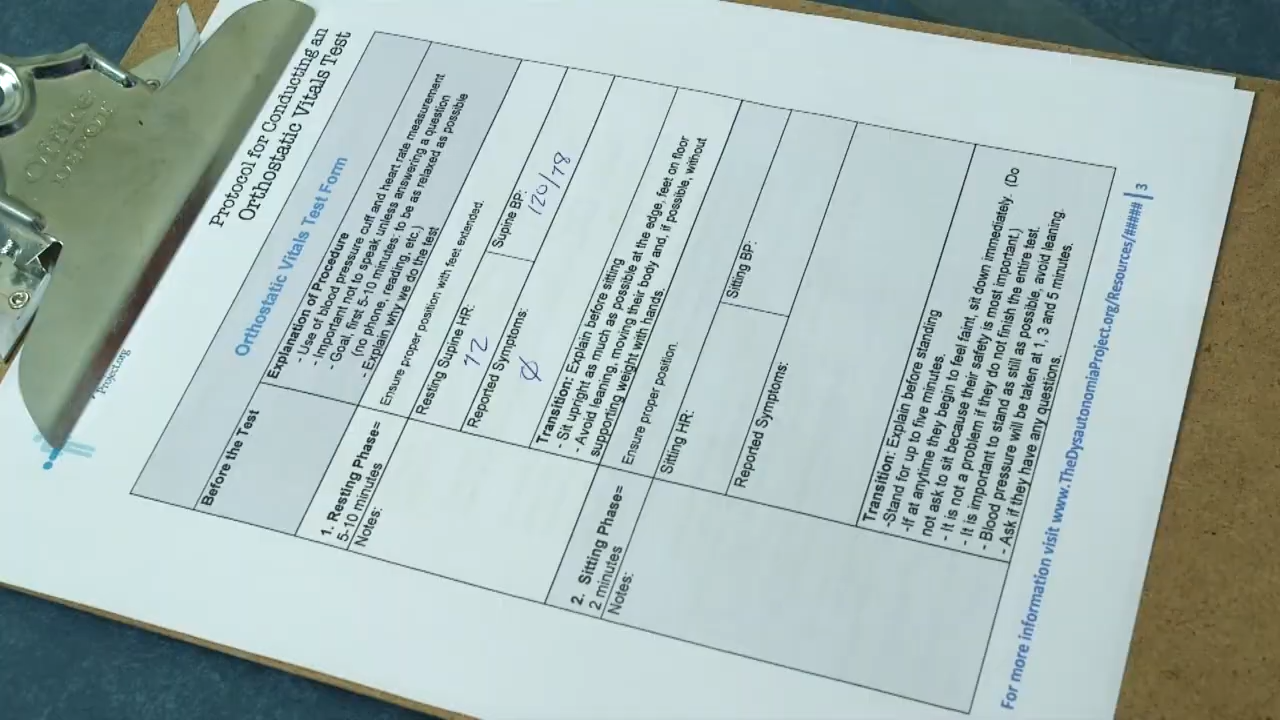 Office
DEPOT
Project.org
Protocol for Conducting an
Orthostatic Vitals Test
Orthostatic Vitals Test Form
Before the Test
Explanation of Procedure
- Use of blood pressure cuff and heart rate measurement
- Important not to speak unless answering a question
- Goal, first 5-10 minutes: to be as relaxed as possible
(no phone, reading, etc.)
- Explain why we do the test
1. Resting Phase=
5-10 minutes
Notes:
Ensure proper position with feet extended.
Resting Supine HR:
72
Supine BP:
120/78
Reported Symptoms:
Ø
Transition: Explain before sitting
- Sit upright as much as possible at the edge, feet on floor
- Avoid leaning, moving their body and, if possible, without
supporting weight with hands.
2. Sitting Phase=
2 minutes
Notes:
Ensure proper position.
Sitting HR:
Sitting BP:
Reported Symptoms:
Transition: Explain before standing
-Stand for up to five minutes.
-If at anytime they begin to feel faint, sit down immediately. (Do
not ask to sit because their safety is most important.)
- It is not a problem if they do not finish the entire test.
- It is important to stand as still as possible, avoid leaning.
- Blood pressure will be taken at 1, 3 and 5 minutes.
- Ask if they have any questions.
For more information visit www.TheDysautonomiaProject.org/Resources/##### | 3